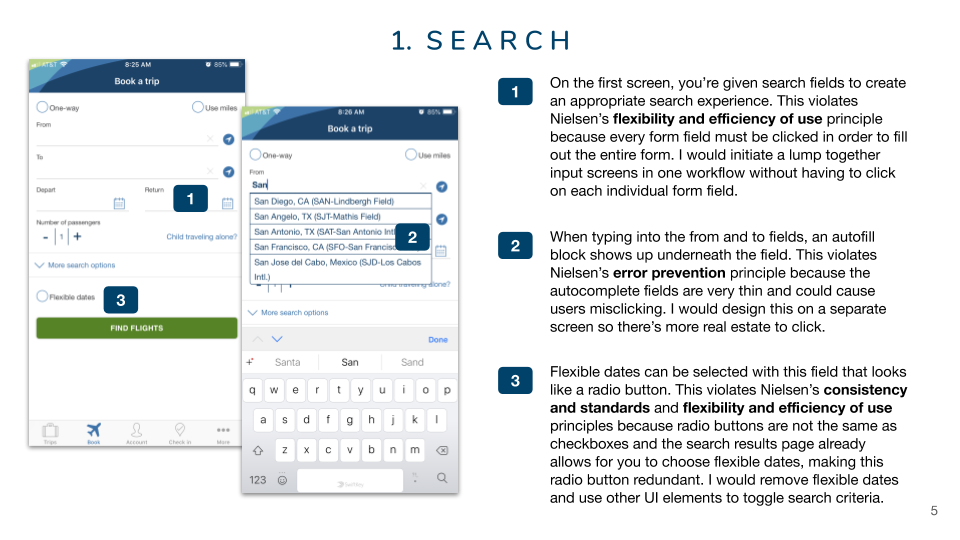 1. SEARCH
AT&T 8:25 AM 85%
Book a trip
One-way Use miles
From
To
Depart Return
1
Number of passengers
- 1 + Child traveling alone?
More search options
Flexible dates
3
FIND FLIGHTS
Trips Book Account Check in More
AT&T 8:26 AM 85%
Book a trip
One-way Use miles
From
San
San Diego, CA (SAN-Lindbergh Field)
San Angelo, TX (SJT-Mathis Field)
San Antonio, TX (SAT-San Antonio Intl
San Francisco, CA (SFO-San Francisc
San Jose del Cabo, Mexico (SJD-Los Cabos
Intl.)
2
Child traveling alone?
More search options
Done
Santa San Sand
q w e r t y u i o p
a s d f g h j k l
z x c v b n m
123
SwiftKey
1
On the first screen, you’re given search fields to create
an appropriate search experience. This violates
Nielsen’s flexibility and efficiency of use principle
because every form field must be clicked in order to fill
out the entire form. I would initiate a lump together
input screens in one workflow without having to click
on each individual form field.
2
When typing into the from and to fields, an autofill
block shows up underneath the field. This violates
Nielsen’s error prevention principle because the
autocomplete fields are very thin and could cause
users misclicking. I would design this on a separate
screen so there’s more real estate to click.
3
Flexible dates can be selected with this field that looks
like a radio button. This violates Nielsen’s consistency
and standards and flexibility and efficiency of use
principles because radio buttons are not the same as
checkboxes and the search results page already
allows for you to choose flexible dates, making this
radio button redundant. I would remove flexible dates
and use other UI elements to toggle search criteria.
5